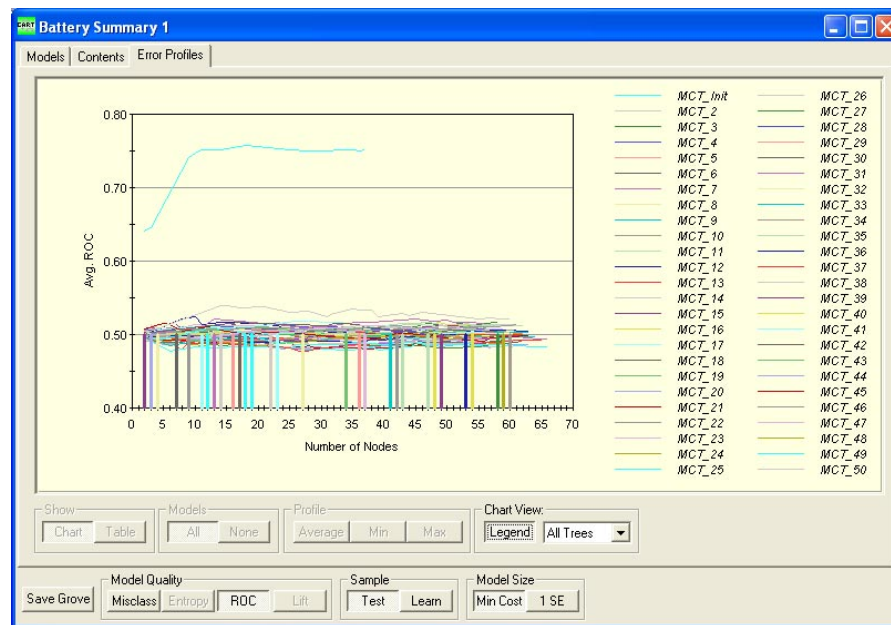 CART Battery Summary 1
Models Contents Error Profiles
0.80
0.70
0.60
0.50
0.40
Avg. ROC
0 5 10 15 20 25 30 35 40 45 50 55 60 65 70
Number of Nodes
MCT_Init
MCT_2
MCT_3
MCT_4
MCT_5
MCT_6
MCT_7
MCT_8
MCT_9
MCT_10
MCT_11
MCT_12
MCT_13
MCT_14
MCT_15
MCT_16
MCT_17
MCT_18
MCT_19
MCT_20
MCT_21
MCT_22
MCT_23
MCT_24
MCT_25
MCT_26
MCT_27
MCT_28
MCT_29
MCT_30
MCT_31
MCT_32
MCT_33
MCT_34
MCT_35
MCT_36
MCT_37
MCT_38
MCT_39
MCT_40
MCT_41
MCT_42
MCT_43
MCT_44
MCT_45
MCT_46
MCT_47
MCT_48
MCT_49
MCT_50
Show
Chart Table
Models
All None
Profile
Average Min Max
Chart View:
Legend All Trees
Save Grove
Model Quality
Misclass Entropy ROC Lift
Sample
Test Learn
Model Size
Min Cost 1 SE